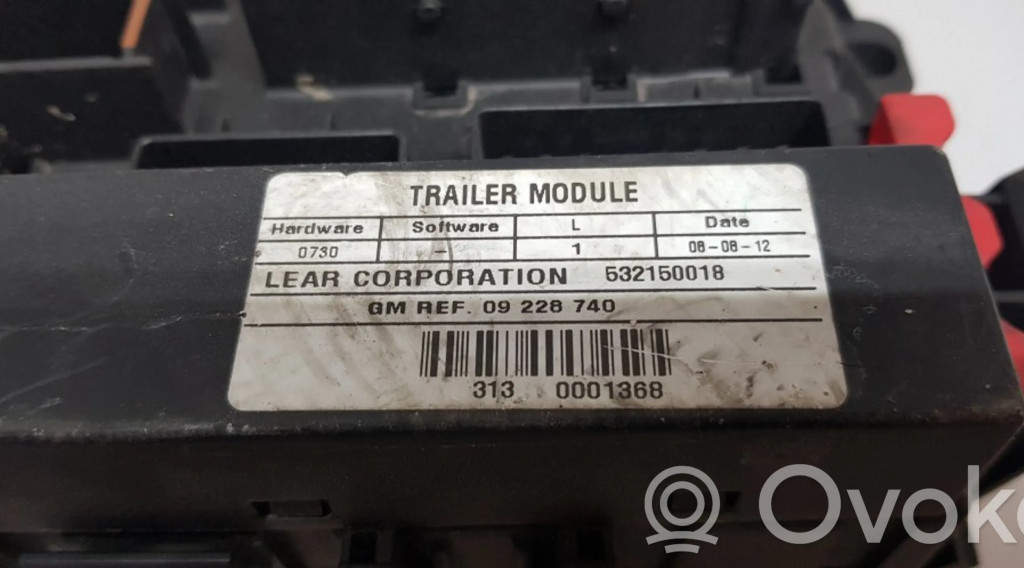 TRAILER MODULE
Hardware Software L Date
0730 - 1 08-08-12
LEAR CORPORATION 532150018
GM REF. 09 228 740
313 0001368
Ovoko